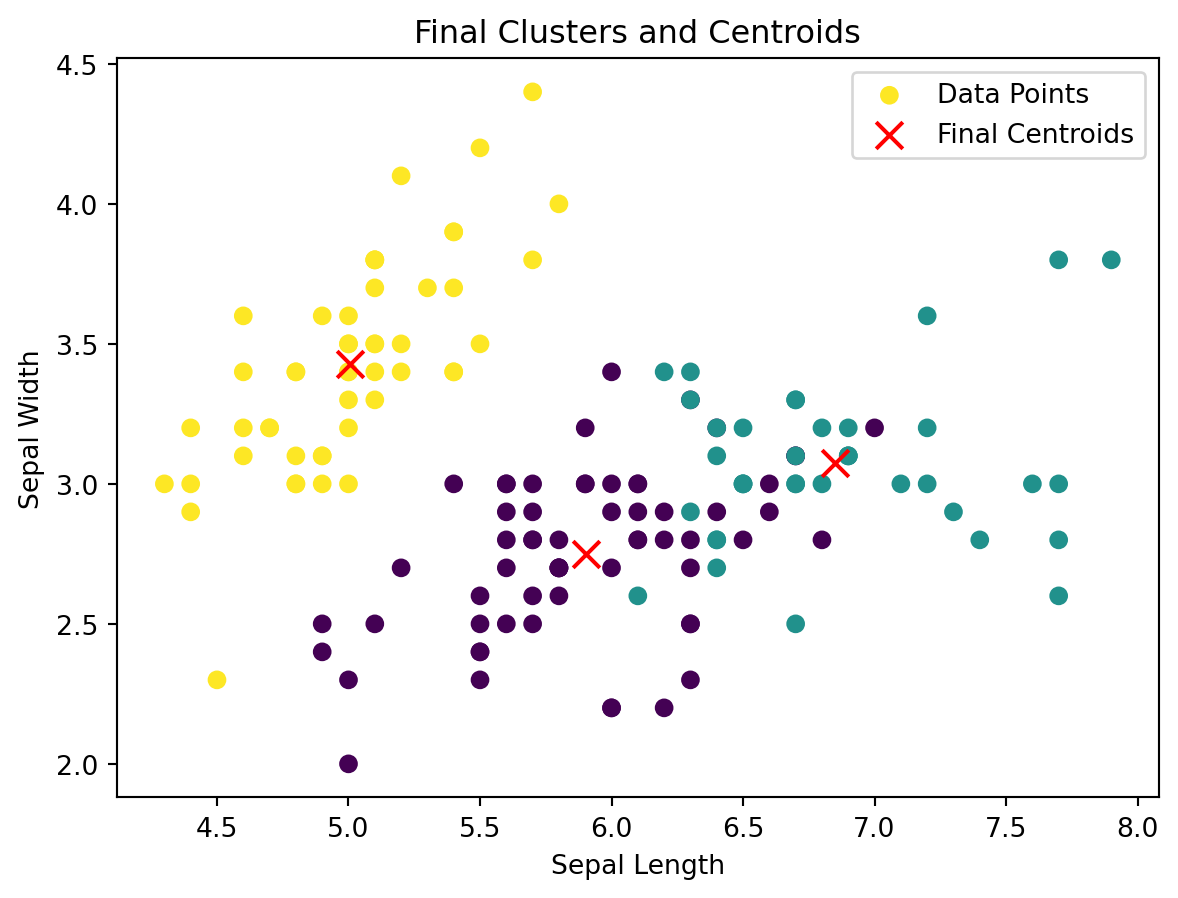 Final Clusters and Centroids
4.5
4.0
3.5
3.0
2.5
2.0
Sepal Width
Data Points
Final Centroids
4.5 5.0 5.5 6.0 6.5 7.0 7.5 8.0
Sepal Length